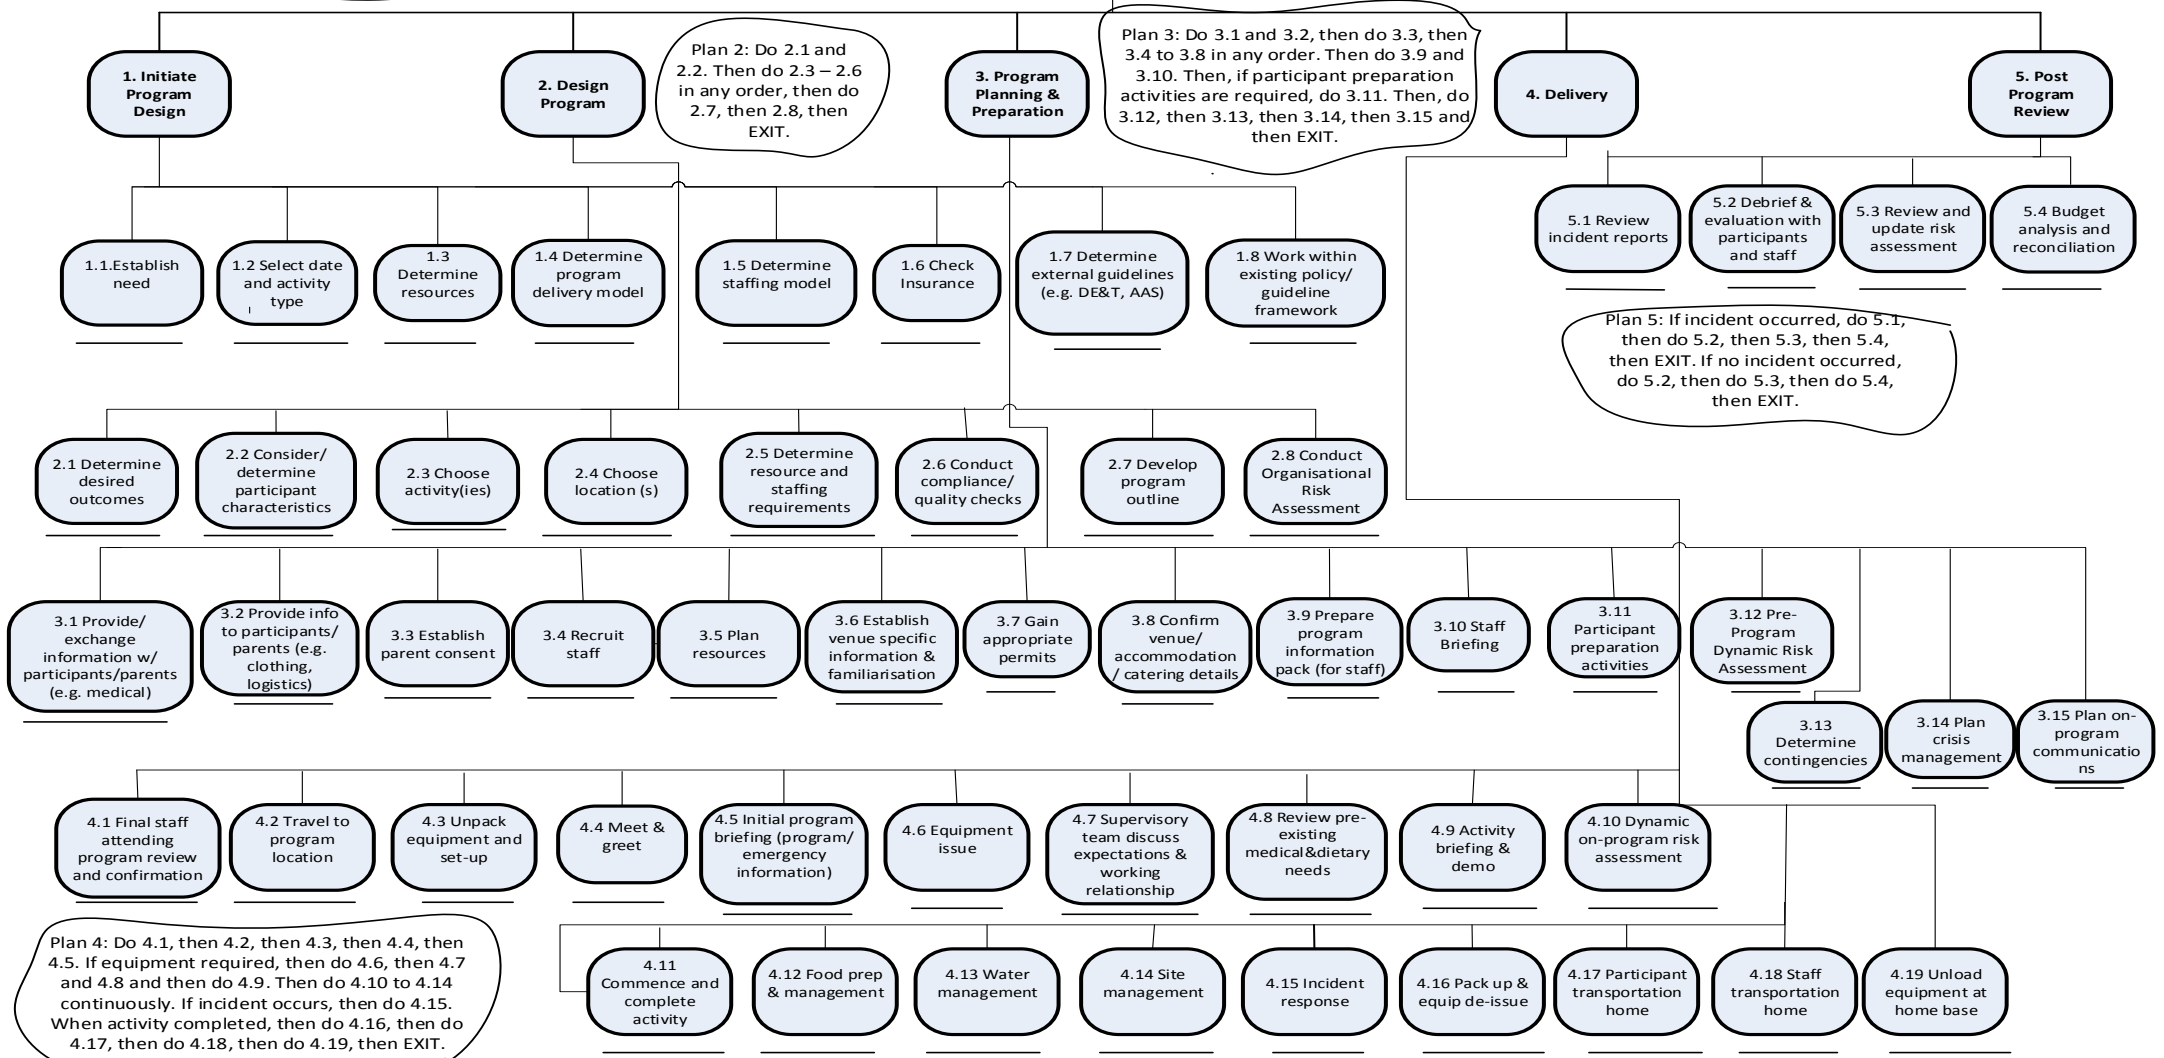 1. Initiate
Program
Design
2. Design
Program
Plan 2: Do 2.1 and
2.2. Then do 2.3 – 2.6
in any order, then do
2.7, then 2.8, then
EXIT.
3. Program
Planning &
Preparation
Plan 3: Do 3.1 and 3.2, then do 3.3, then
3.4 to 3.8 in any order. Then do 3.9 and
3.10. Then, if participant preparation
activities are required, do 3.11. Then, do
3.12, then 3.13, then 3.14, then 3.15 and
then EXIT.
4. Delivery
5. Post
Program
Review
1.1.Establish
need
1.2 Select date
and activity
type
1.3
Determine
resources
1.4 Determine
program
delivery model
1.5 Determine
staffing model
1.6 Check
Insurance
1.7 Determine
external guidelines
(e.g. DE&T, AAS)
1.8 Work within
existing policy/
guideline
framework
5.1 Review
incident reports
5.2 Debrief &
evaluation with
participants
and staff
5.3 Review and
update risk
assessment
5.4 Budget
analysis and
reconciliation
Plan 5: If incident occurred, do 5.1,
then do 5.2, then 5.3, then 5.4,
then EXIT. If no incident occurred,
do 5.2, then do 5.3, then do 5.4,
then EXIT.
2.1 Determine
desired
outcomes
2.2 Consider/
determine
participant
characteristics
2.3 Choose
activity(ies)
2.4 Choose
location (s)
2.5 Determine
resource and
staffing
requirements
2.6 Conduct
compliance/
quality checks
2.7 Develop
program
outline
2.8 Conduct
Organisational
Risk
Assessment
3.1 Provide/
exchange
information w/
participants/parents
(e.g. medical)
3.2 Provide info
to participants/
parents (e.g.
clothing,
logistics)
3.3 Establish
parent consent
3.4 Recruit
staff
3.5 Plan
resources
3.6 Establish
venue specific
information &
familiarisation
3.7 Gain
appropriate
permits
3.8 Confirm
venue/
accommodation
/ catering details
3.9 Prepare
program
information
pack (for staff)
3.10 Staff
Briefing
3.11
Participant
preparation
activities
3.12 Pre-
Program
Dynamic Risk
Assessment
3.13
Determine
contingencies
3.14 Plan
crisis
management
3.15 Plan on-
program
communicatio
ns
4.1 Final staff
attending
program review
and confirmation
4.2 Travel to
program
location
4.3 Unpack
equipment and
set-up
4.4 Meet &
greet
4.5 Initial program
briefing (program/
emergency
information)
4.6 Equipment
issue
4.7 Supervisory
team discuss
expectations &
working
relationship
4.8 Review pre-
existing
medical&dietary
needs
4.9 Activity
briefing &
demo
4.10 Dynamic
on-program risk
assessment
Plan 4: Do 4.1, then 4.2, then 4.3, then 4.4, then
4.5. If equipment required, then do 4.6, then 4.7
and 4.8 and then do 4.9. Then do 4.10 to 4.14
continuously. If incident occurs, then do 4.15.
When activity completed, then do 4.16, then do
4.17, then do 4.18, then do 4.19, then EXIT.
4.11
Commence and
complete
activity
4.12 Food prep
& management
4.13 Water
management
4.14 Site
management
4.15 Incident
response
4.16 Pack up &
equip de-issue
4.17 Participant
transportation
home
4.18 Staff
transportation
home
4.19 Unload
equipment at
home base